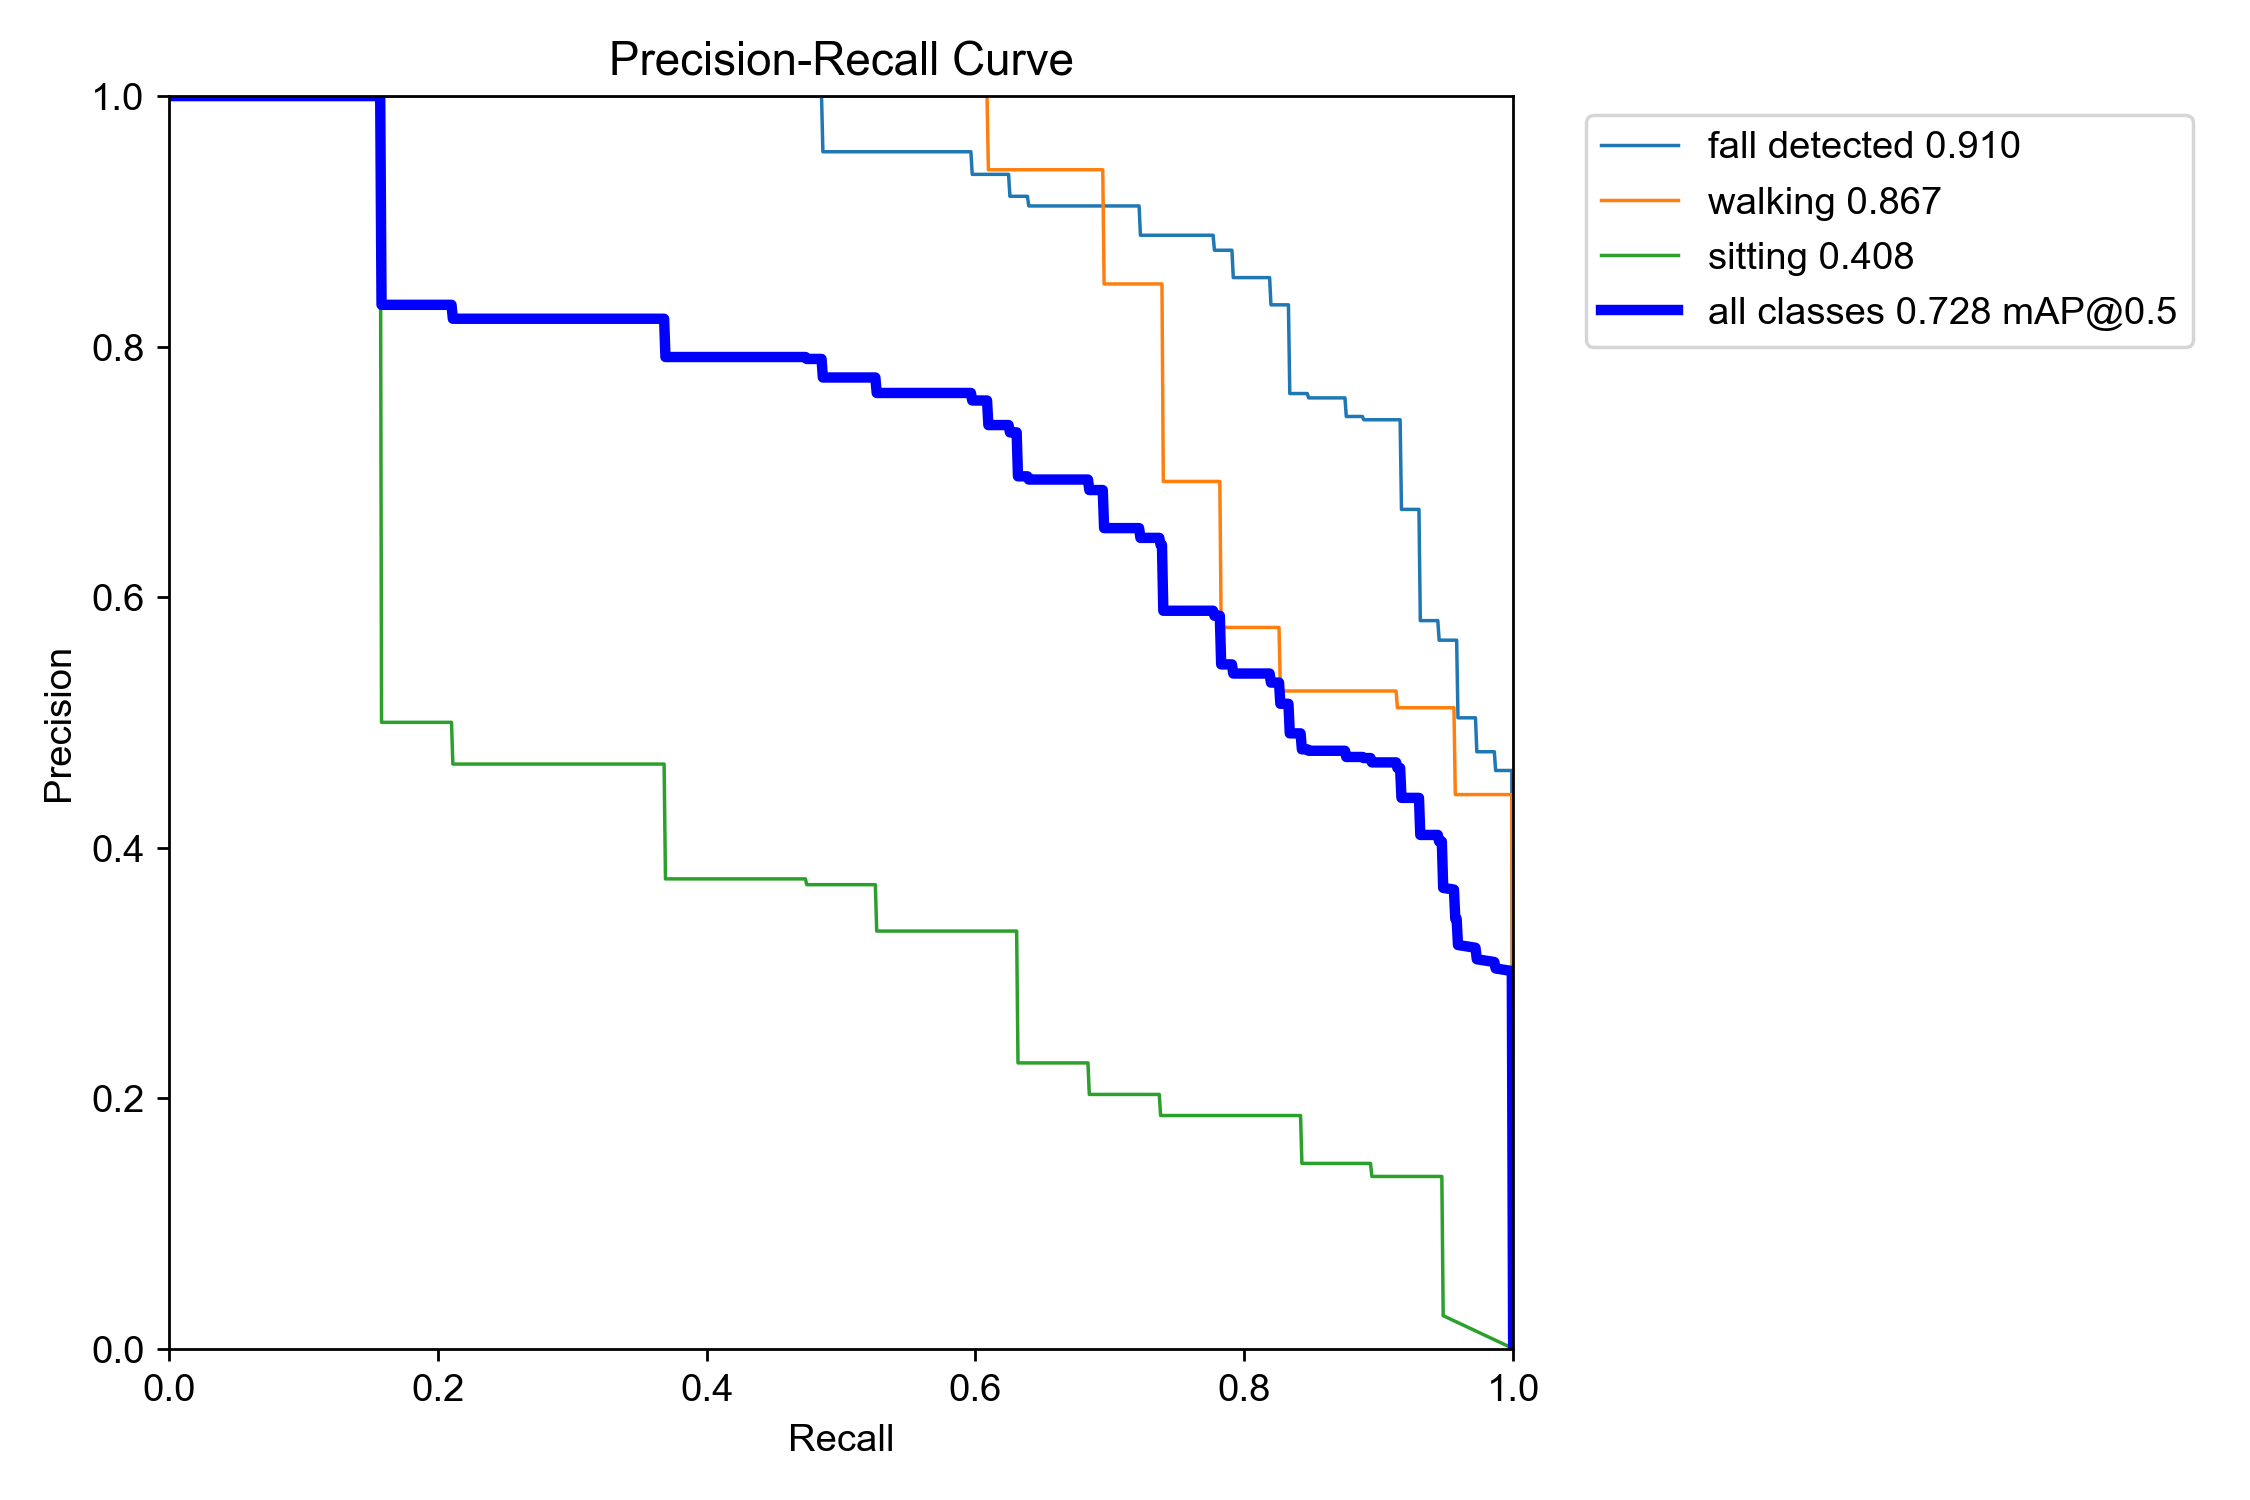 Precision-Recall Curve
1.0
0.8
0.6
0.4
0.2
0.0
Precision
0.0 0.2 0.4 0.6 0.8 1.0
Recall
fall detected 0.910
walking 0.867
sitting 0.408
all classes 0.728 mAP@0.5